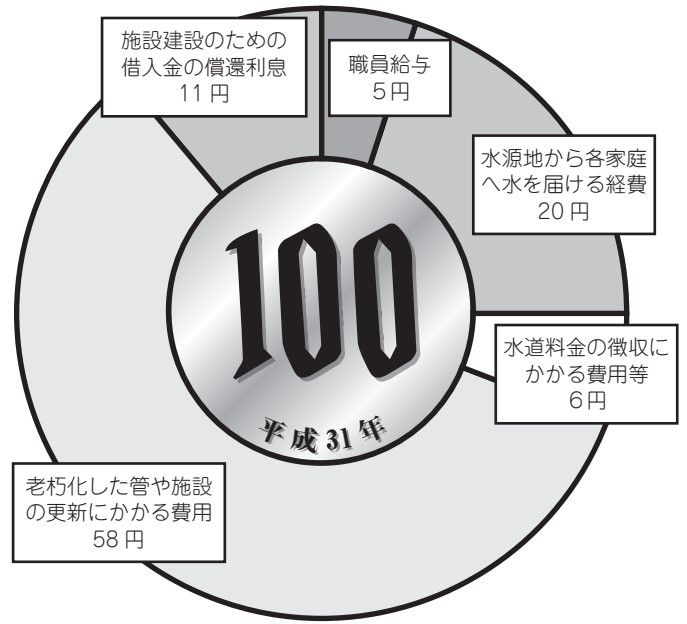 施設建設のための
借入金の償還利息
11 円
職員給与
5円
水源地から各家庭
へ水を届ける経費
20 円
水道料金の徴収に
かかる費用等
6円
老朽化した管や施設
の更新にかかる費用
58 円
100
平成31年